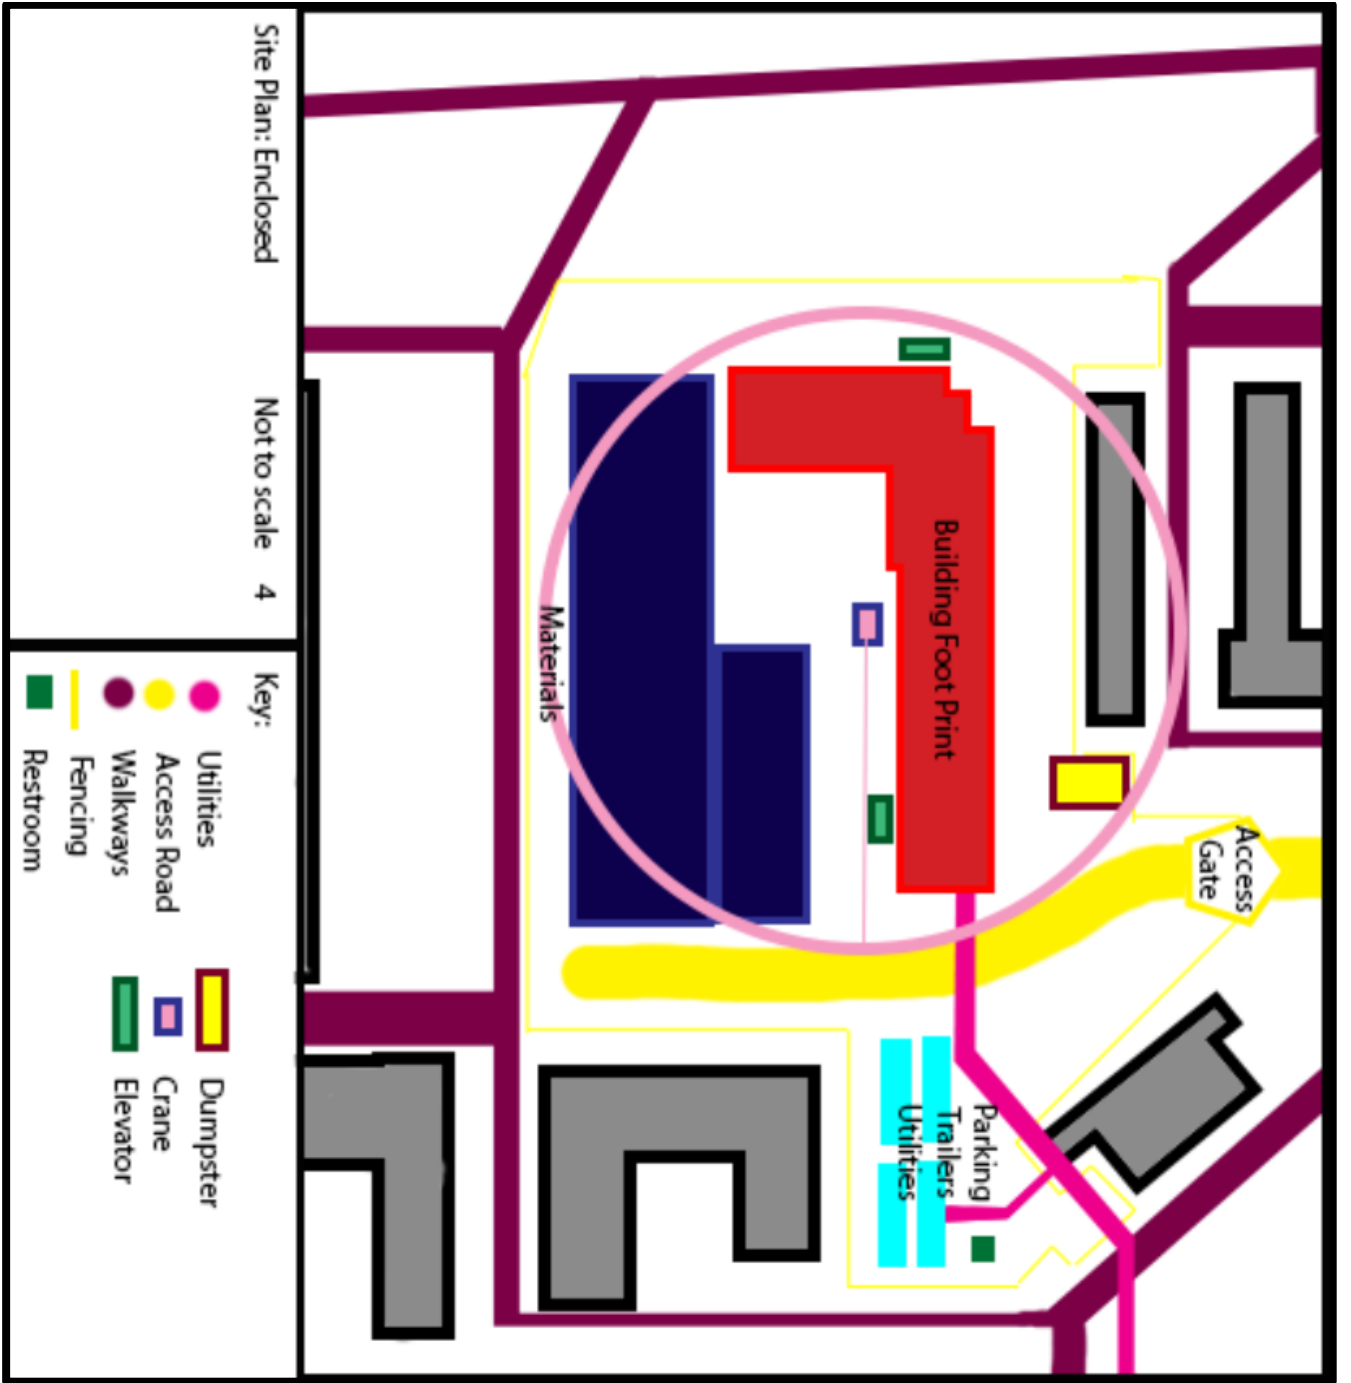 Access
Gate
Building Foot Print
Materials
Parking
Trailers
Utilities
Site Plan: Enclosed
Not to scale
4
Key:
Utilities
Access Road
Walkways
Fencing
Restroom
Dumpster
Crane
Elevator